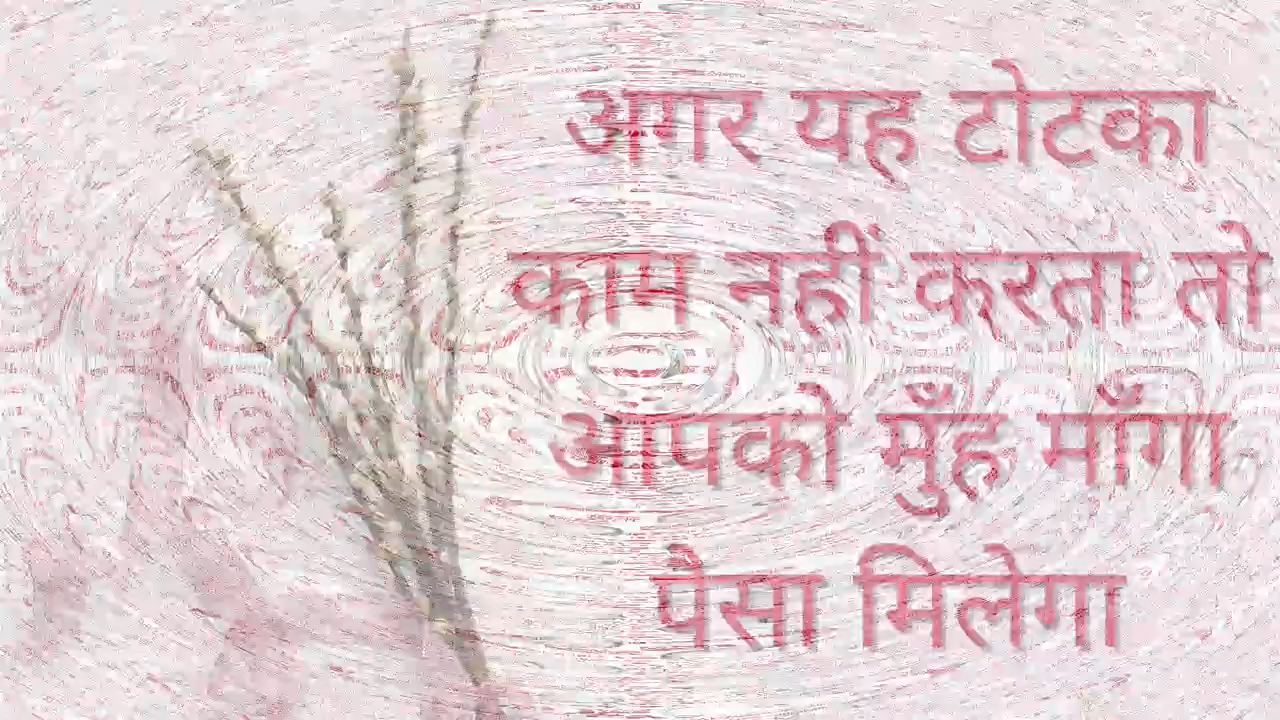 अगर यह टोटका
काम नहीं करता तो
आपको मुँह माँगा
पैसा मिलेगा